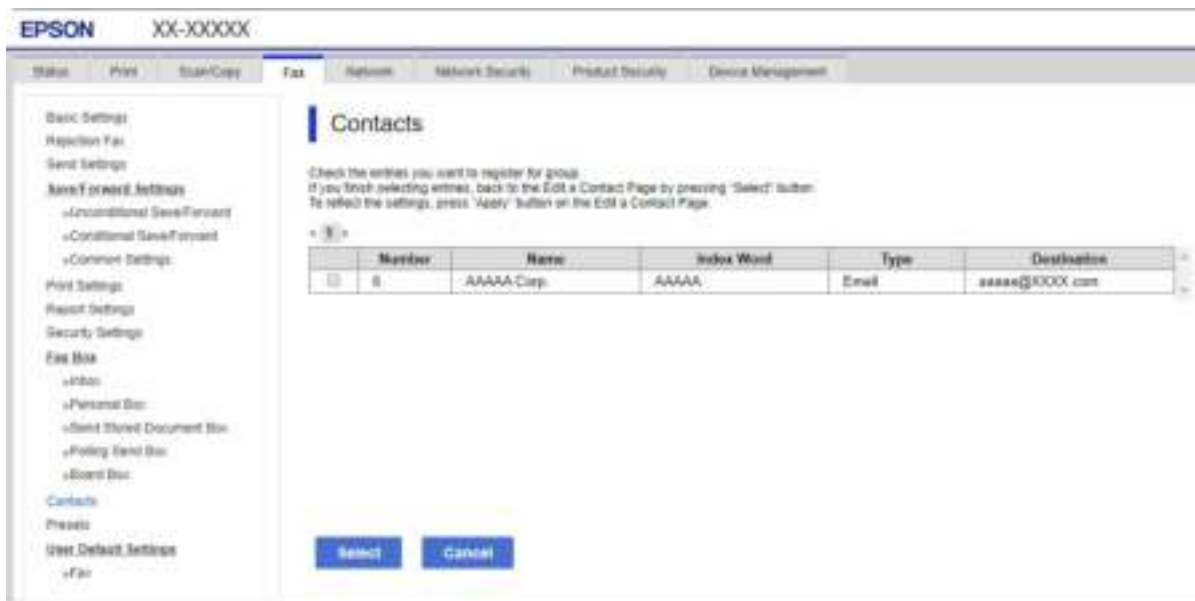 EPSON XX-XXXXX
Status Print Scan/Copy Fax Network Network Security Product Security Device Management
Basic Settings
Rejection Fax
Send Settings
Save/Forward Settings
»Unconditional Save/Forward
»Conditional Save/Forward
»Common Settings
Print Settings
Report Settings
Security Settings
Fax Box
»Inbox
»Personal Box
»Send Stored Document Box
»Polling Send Box
»Board Box
Contacts
Presets
User Default Settings
»Fax
Contacts
Check the entries you want to register for group.
If you finish selecting entries, back to the Edit a Contact Page by pressing "Select" button.
To reflect the settings, press "Apply" button on the Edit a Contact Page.
< 1 >
Number Name Index Word Type Destination
AAAAA Corp. AAAAA Email aaaaa@XXXX.com
Select Cancel